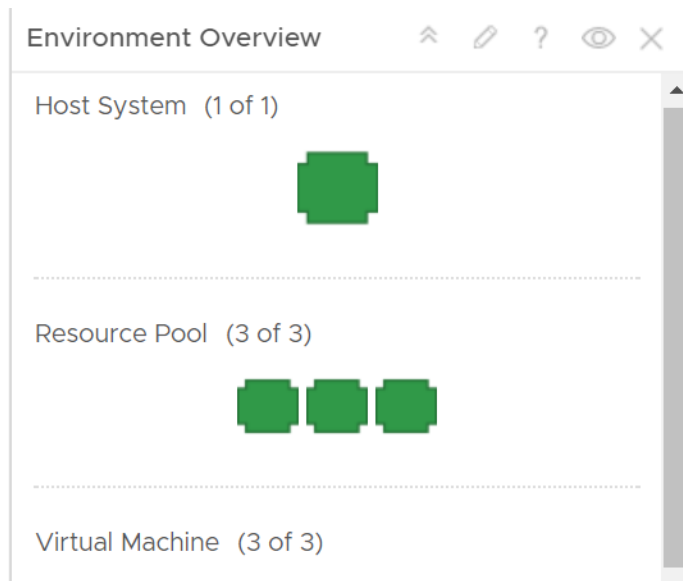 Environment Overview ?
Host System (1 of 1)
Resource Pool (3 of 3)
Virtual Machine (3 of 3)